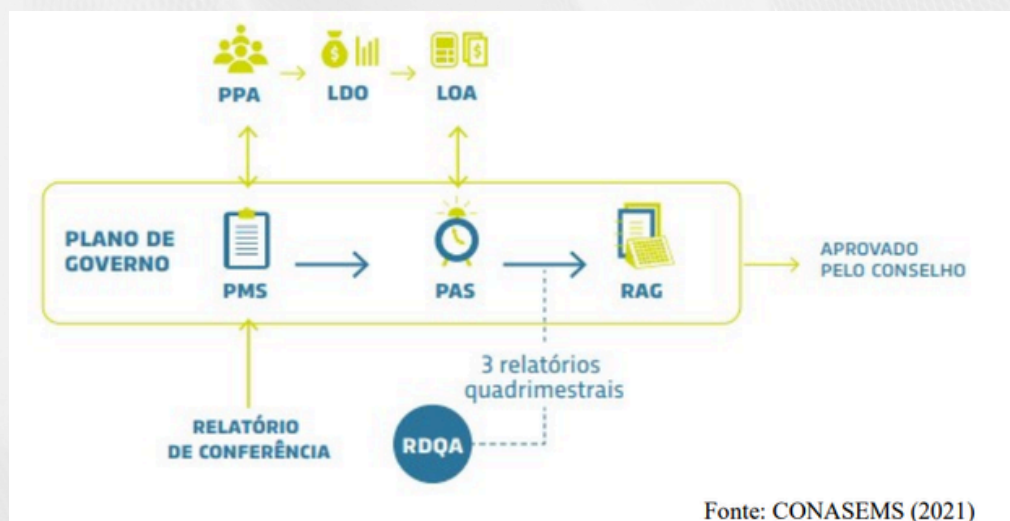 PPA
LDO
LOA
PLANO DE
GOVERNO
PMS
PAS
RAG
APROVADO
PELO CONSELHO
3 relatórios
quadrimestrais
RELATÓRIO
DE CONFERÊNCIA
RDQA
Fonte: CONASEMS (2021)